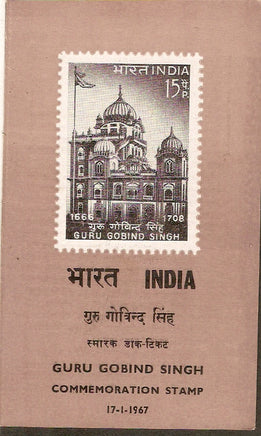 भारत INDIA
15 पै.
P.
1666 1708
गुरू गोबिन्द सिंघ
GURU GOBIND SINGH
भारत INDIA
गुरु गोविन्द सिंह
स्मारक डाक-टिकट
GURU GOBIND SINGH
COMMEMORATION STAMP
17-1-1967